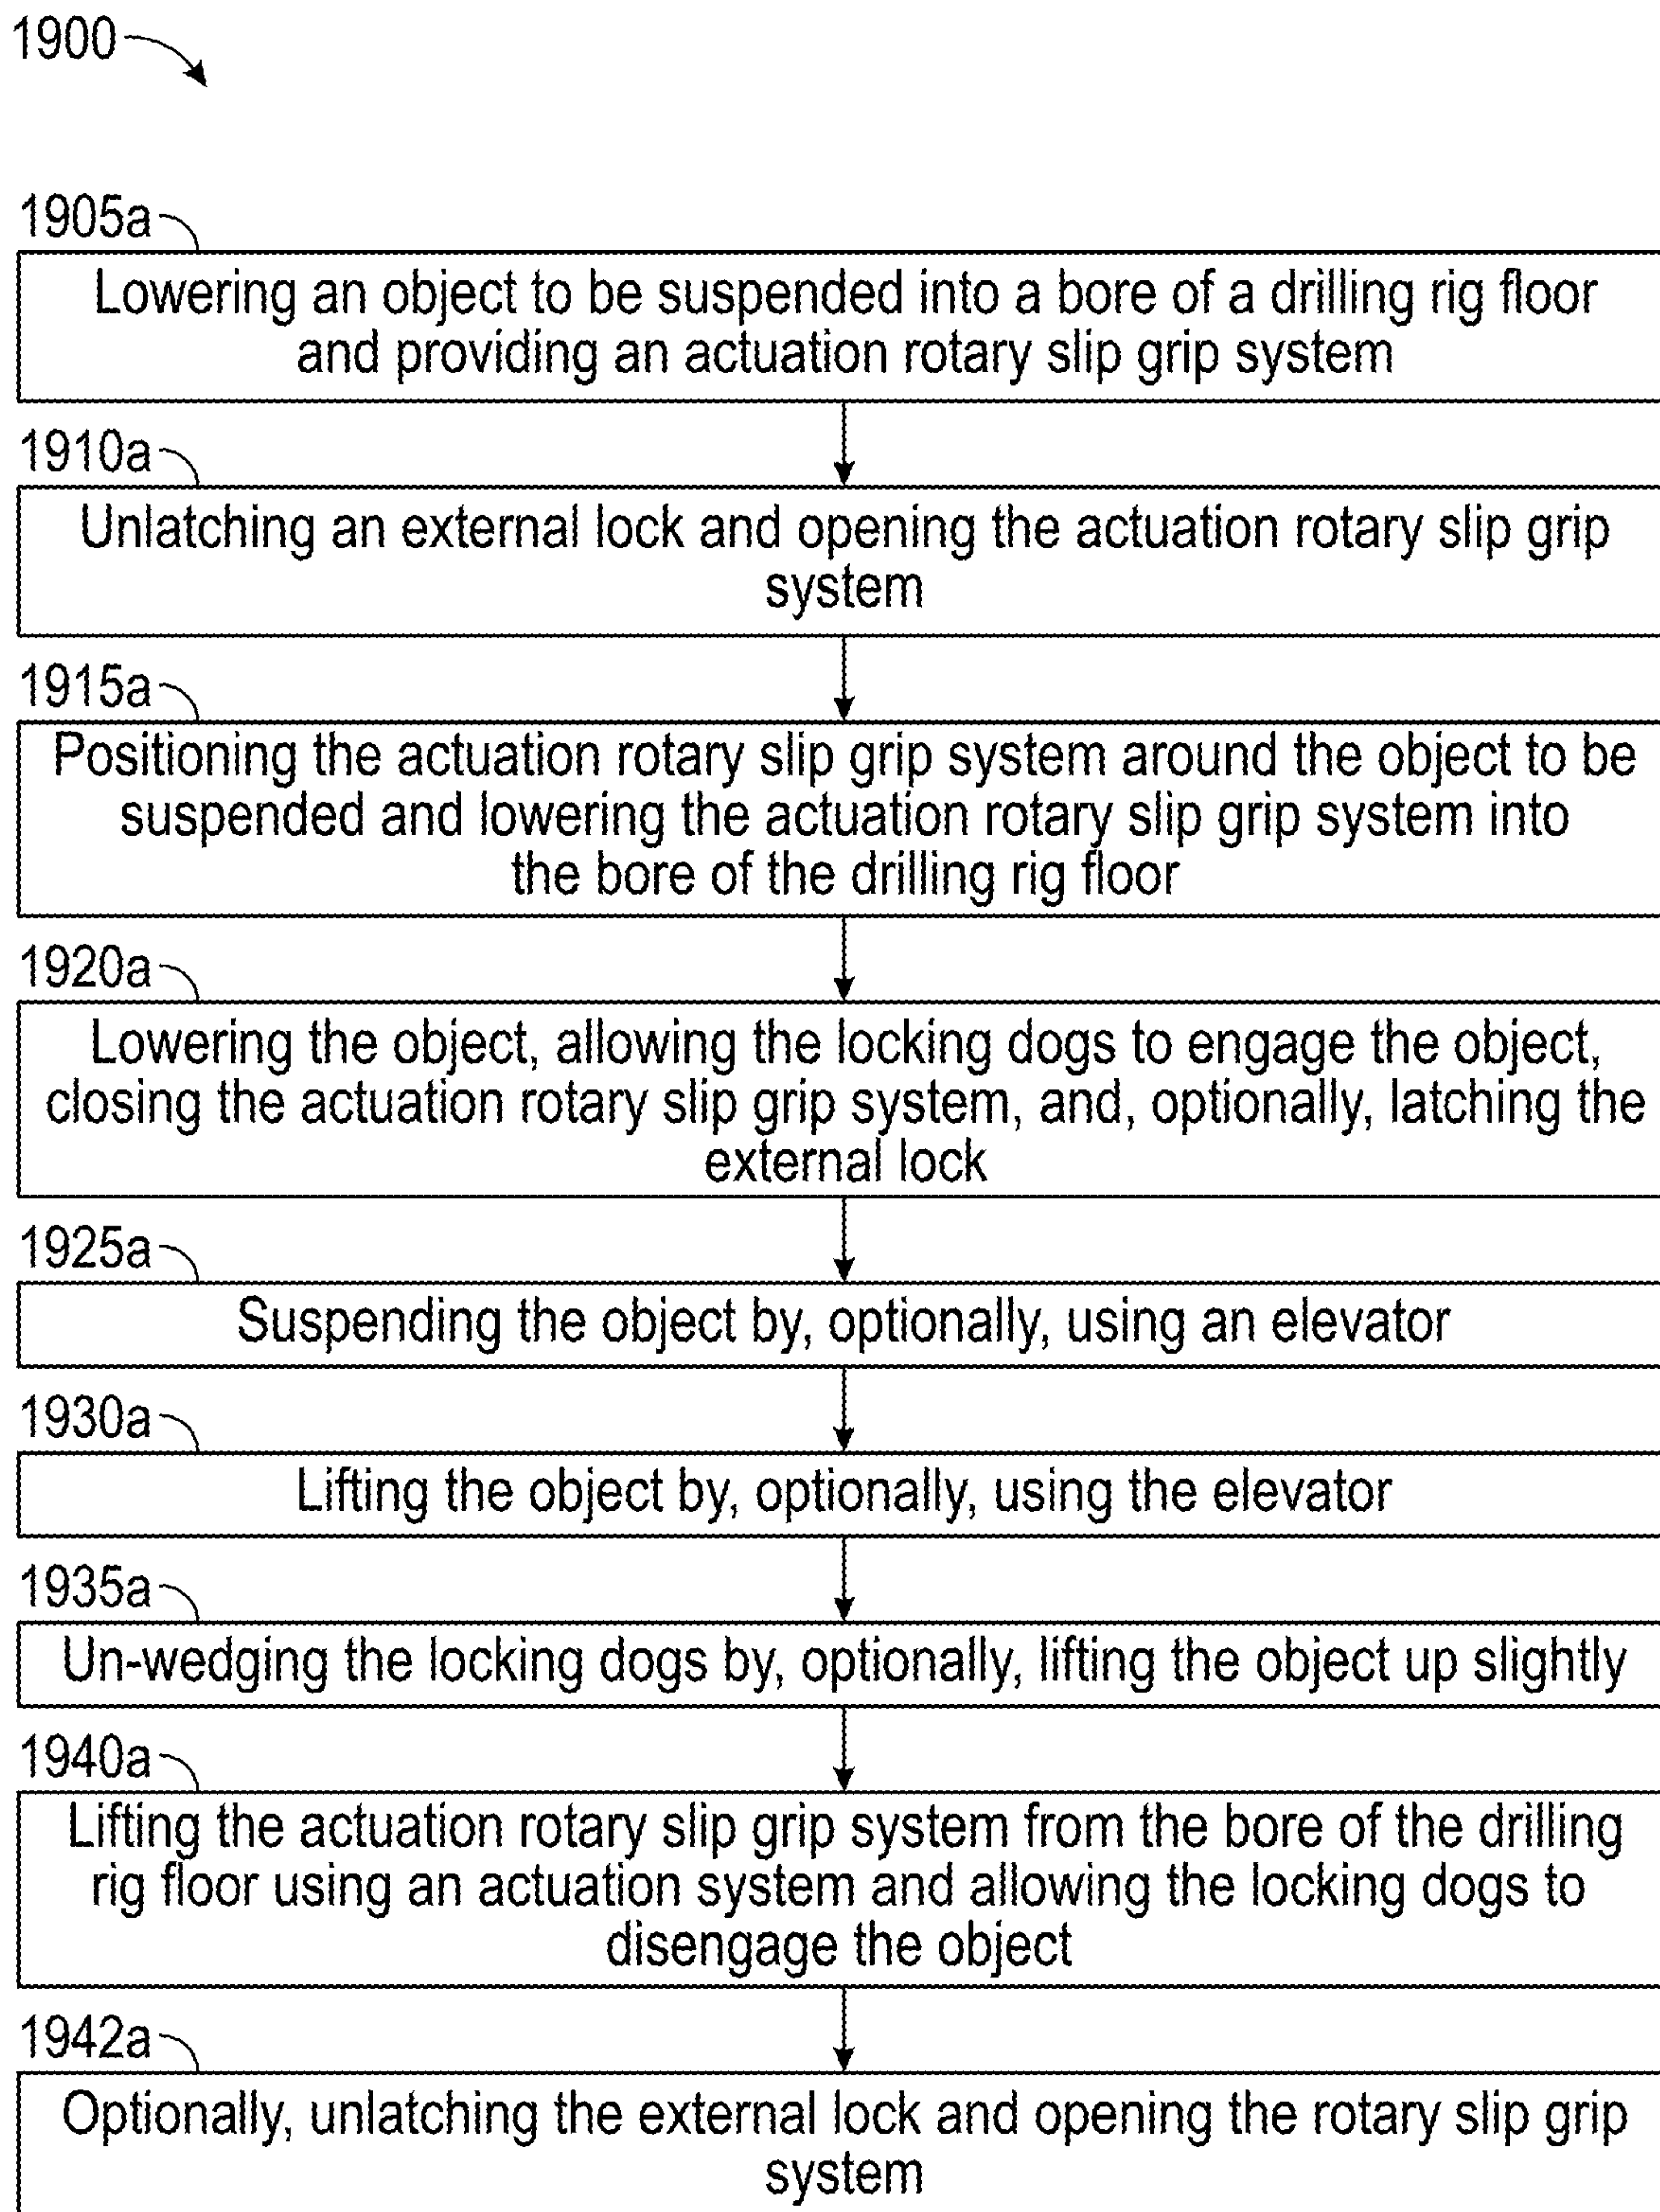 1900
1905a
Lowering an object to be suspended into a bore of a drilling rig floor
and providing an actuation rotary slip grip system
1910a
Unlatching an external lock and opening the actuation rotary slip grip
system
1915a
Positioning the actuation rotary slip grip system around the object to be
suspended and lowering the actuation rotary slip grip system into
the bore of the drilling rig floor
1920a
Lowering the object, allowing the locking dogs to engage the object,
closing the actuation rotary slip grip system, and, optionally, latching the
external lock
1925a
Suspending the object by, optionally, using an elevator
1930a
Lifting the object by, optionally, using the elevator
1935a
Un-wedging the locking dogs by, optionally, lifting the object up slightly
1940a
Lifting the actuation rotary slip grip system from the bore of the drilling
rig floor using an actuation system and allowing the locking dogs to
disengage the object
1942a
Optionally, unlatching the external lock and opening the rotary slip grip
system